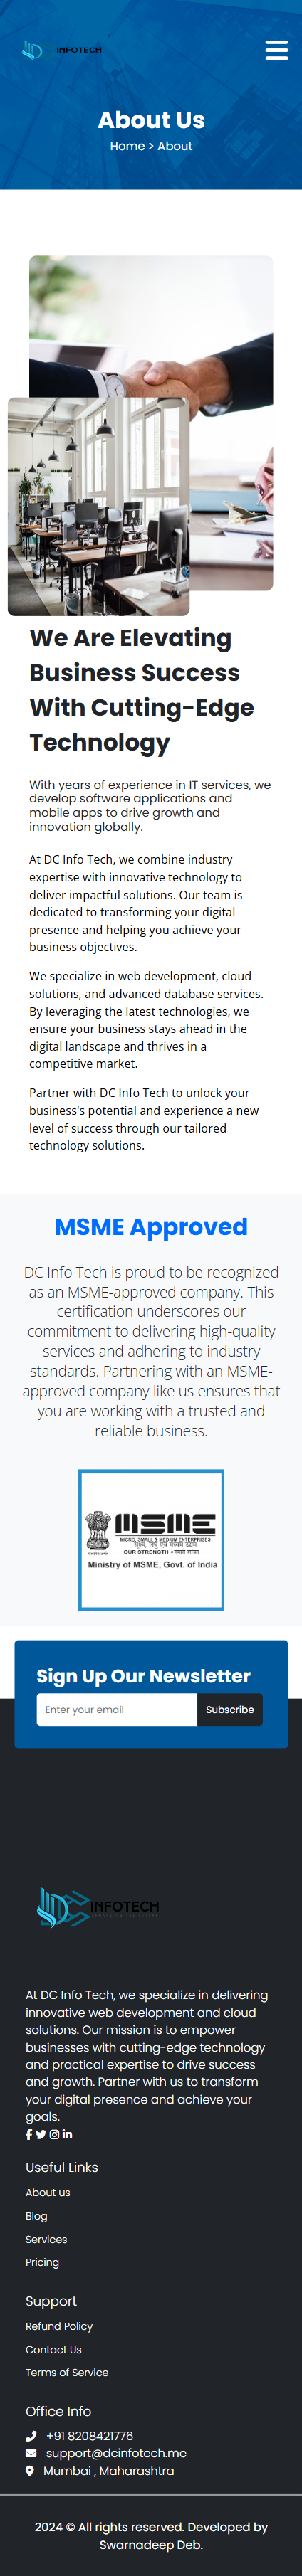 INFOTECH
About Us
Home > About
We Are Elevating
Business Success
With Cutting-Edge
Technology
With years of experience in IT services, we
develop software applications and
mobile apps to drive growth and
innovation globally.
At DC Info Tech, we combine industry
expertise with innovative technology to
deliver impactful solutions. Our team is
dedicated to transforming your digital
presence and helping you achieve your
business objectives.
We specialize in web development, cloud
solutions, and advanced database services.
By leveraging the latest technologies, we
ensure your business stays ahead in the
digital landscape and thrives in a
competitive market.
Partner with DC Info Tech to unlock your
business's potential and experience a new
level of success through our tailored
technology solutions.
MSME Approved
DC Info Tech is proud to be recognized
as an MSME-approved company. This
certification underscores our
commitment to delivering high-quality
services and adhering to industry
standards. Partnering with an MSME-
approved company like us ensures that
you are working with a trusted and
reliable business.
MSME
MICRO, SMALL & MEDIUM ENTERPRISES
सूक्ष्म, लघु एवं मध्यम उद्यम
OUR STRENGTH • हमारी शक्ति
Ministry of MSME, Govt. of India
Sign Up Our Newsletter
Enter your email
Subscribe
INFOTECH
At DC Info Tech, we specialize in delivering
innovative web development and cloud
solutions. Our mission is to empower
businesses with cutting-edge technology
and practical expertise to drive success
and growth. Partner with us to transform
your digital presence and achieve your
goals.
Useful Links
About us
Blog
Services
Pricing
Support
Refund Policy
Contact Us
Terms of Service
Office Info
+91 8208421776
support@dcinfotech.me
Mumbai , Maharashtra
2024 © All rights reserved. Developed by
Swarnadeep Deb.